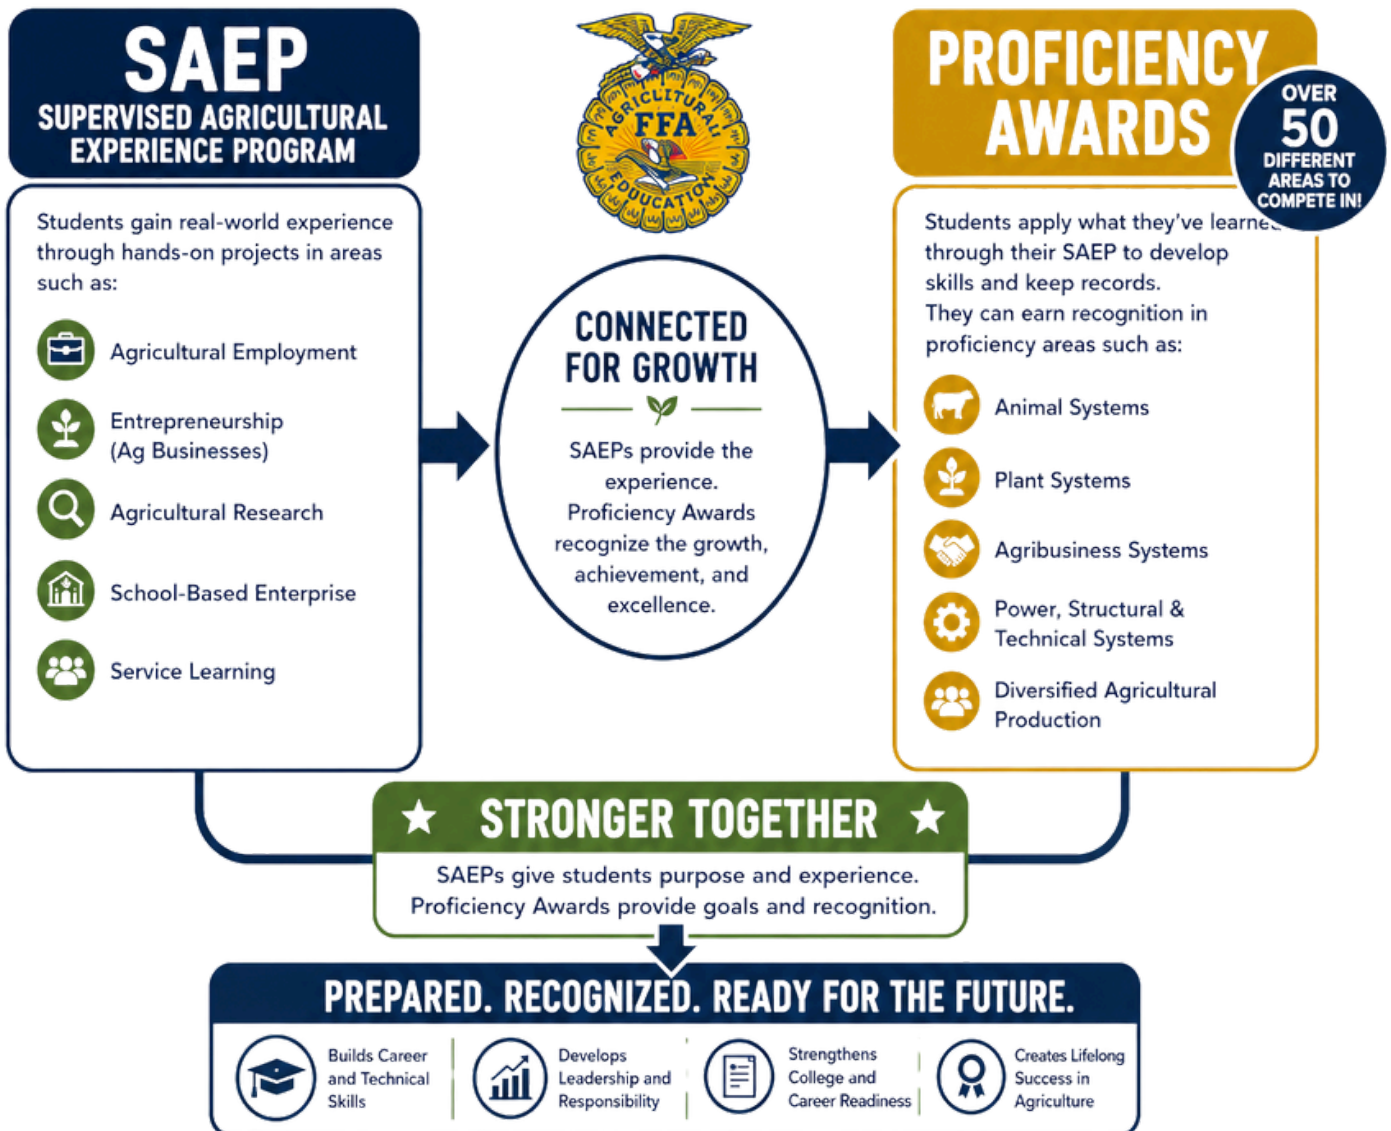 SAEP
SUPERVISED AGRICULTURAL
EXPERIENCE PROGRAM
Students gain real-world experience
through hands-on projects in areas
such as:
Agricultural Employment
Entrepreneurship
(Ag Businesses)
Agricultural Research
School-Based Enterprise
Service Learning
AGRICLITURAL
FFA
EDUCATION
CONNECTED
FOR GROWTH
SAEPs provide the
experience.
Proficiency Awards
recognize the growth,
achievement, and
excellence.
PROFICIENCY
AWARDS
OVER
50
DIFFERENT
AREAS TO
COMPETE IN!
Students apply what they've learne
through their SAEP to develop
skills and keep records.
They can earn recognition in
proficiency areas such as:
Animal Systems
Plant Systems
Agribusiness Systems
Power, Structural &
Technical Systems
Diversified Agricultural
Production
STRONGER TOGETHER
SAEPs give students purpose and experience.
Proficiency Awards provide goals and recognition.
PREPARED. RECOGNIZED. READY FOR THE FUTURE.
Builds Career
and Technical
Skills
Develops
Leadership and
Responsibility
Strengthens
College and
Career Readiness
Creates Lifelong
Success in
Agriculture